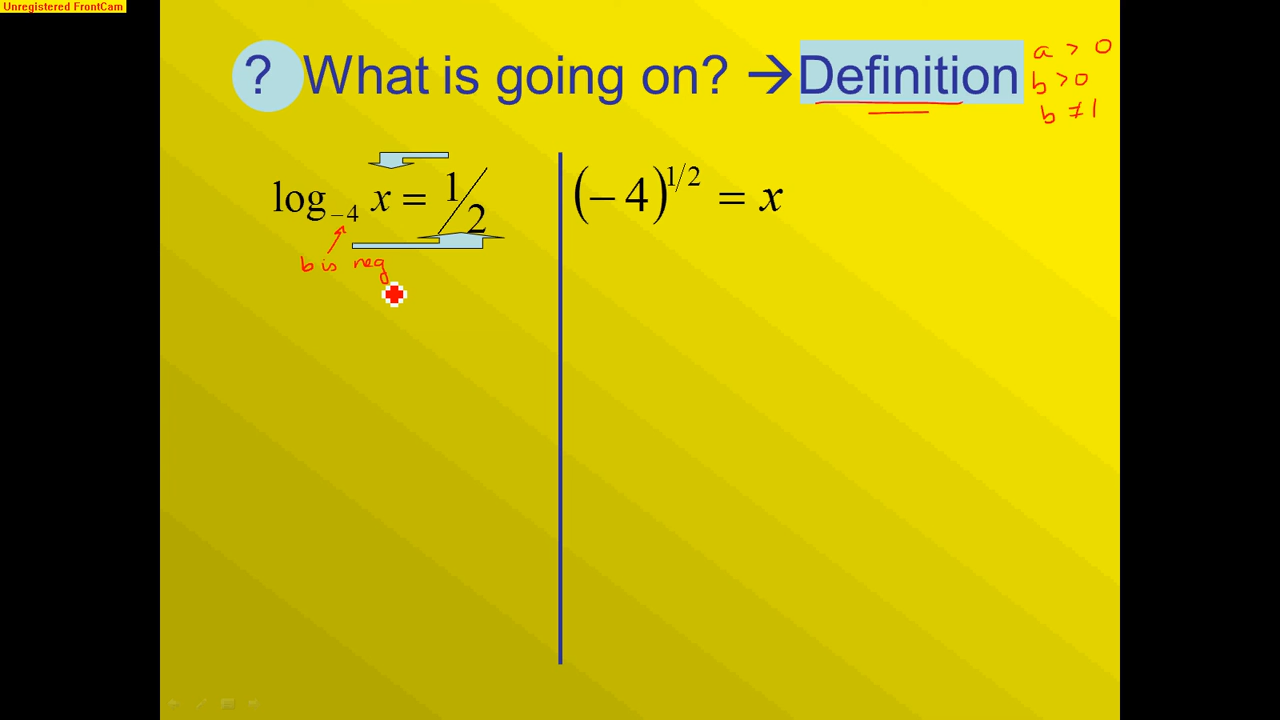 Unregistered FrontCam
? What is going on? → Definition
a > 0
b > 0
b ≠ 1
log₋₄ x = 1/2
(−4)^1/2 = x
b is neg